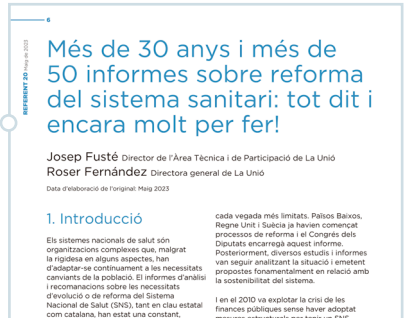 6
REFERENT 20 Maig de 2023
Més de 30 anys i més de
50 informes sobre reforma
del sistema sanitari: tot dit i
encara molt per fer!
Josep Fusté Director de l'Àrea Tècnica i de Participació de La Unió
Roser Fernández Directora general de La Unió
Data d'elaboració de l'original: Maig 2023
1. Introducció
Els sistemes nacionals de salut són
organitzacions complexes que, malgrat
la rigidesa en alguns aspectes, han
d'adaptar-se contínuament a les necessitats
canviants de la població. El informes d'anàlisi
i recomanacions sobre les necessitats
d'evolució o de reforma del Sistema
Nacional de Salut (SNS), tant en clau estatal
com catalana, han estat una constant,
cada vegada més limitats. Països Baixos,
Regne Unit i Suècia ja havien començat
processos de reforma i el Congrés dels
Diputats encarregà aquest informe.
Posteriorment, diversos estudis i informes
van seguir analitzant la situació i emetent
propostes fonamentalment en relació amb
la sostenibilitat del sistema.
I en el 2010 va explotar la crisi de les
finances públiques sense haver adoptat